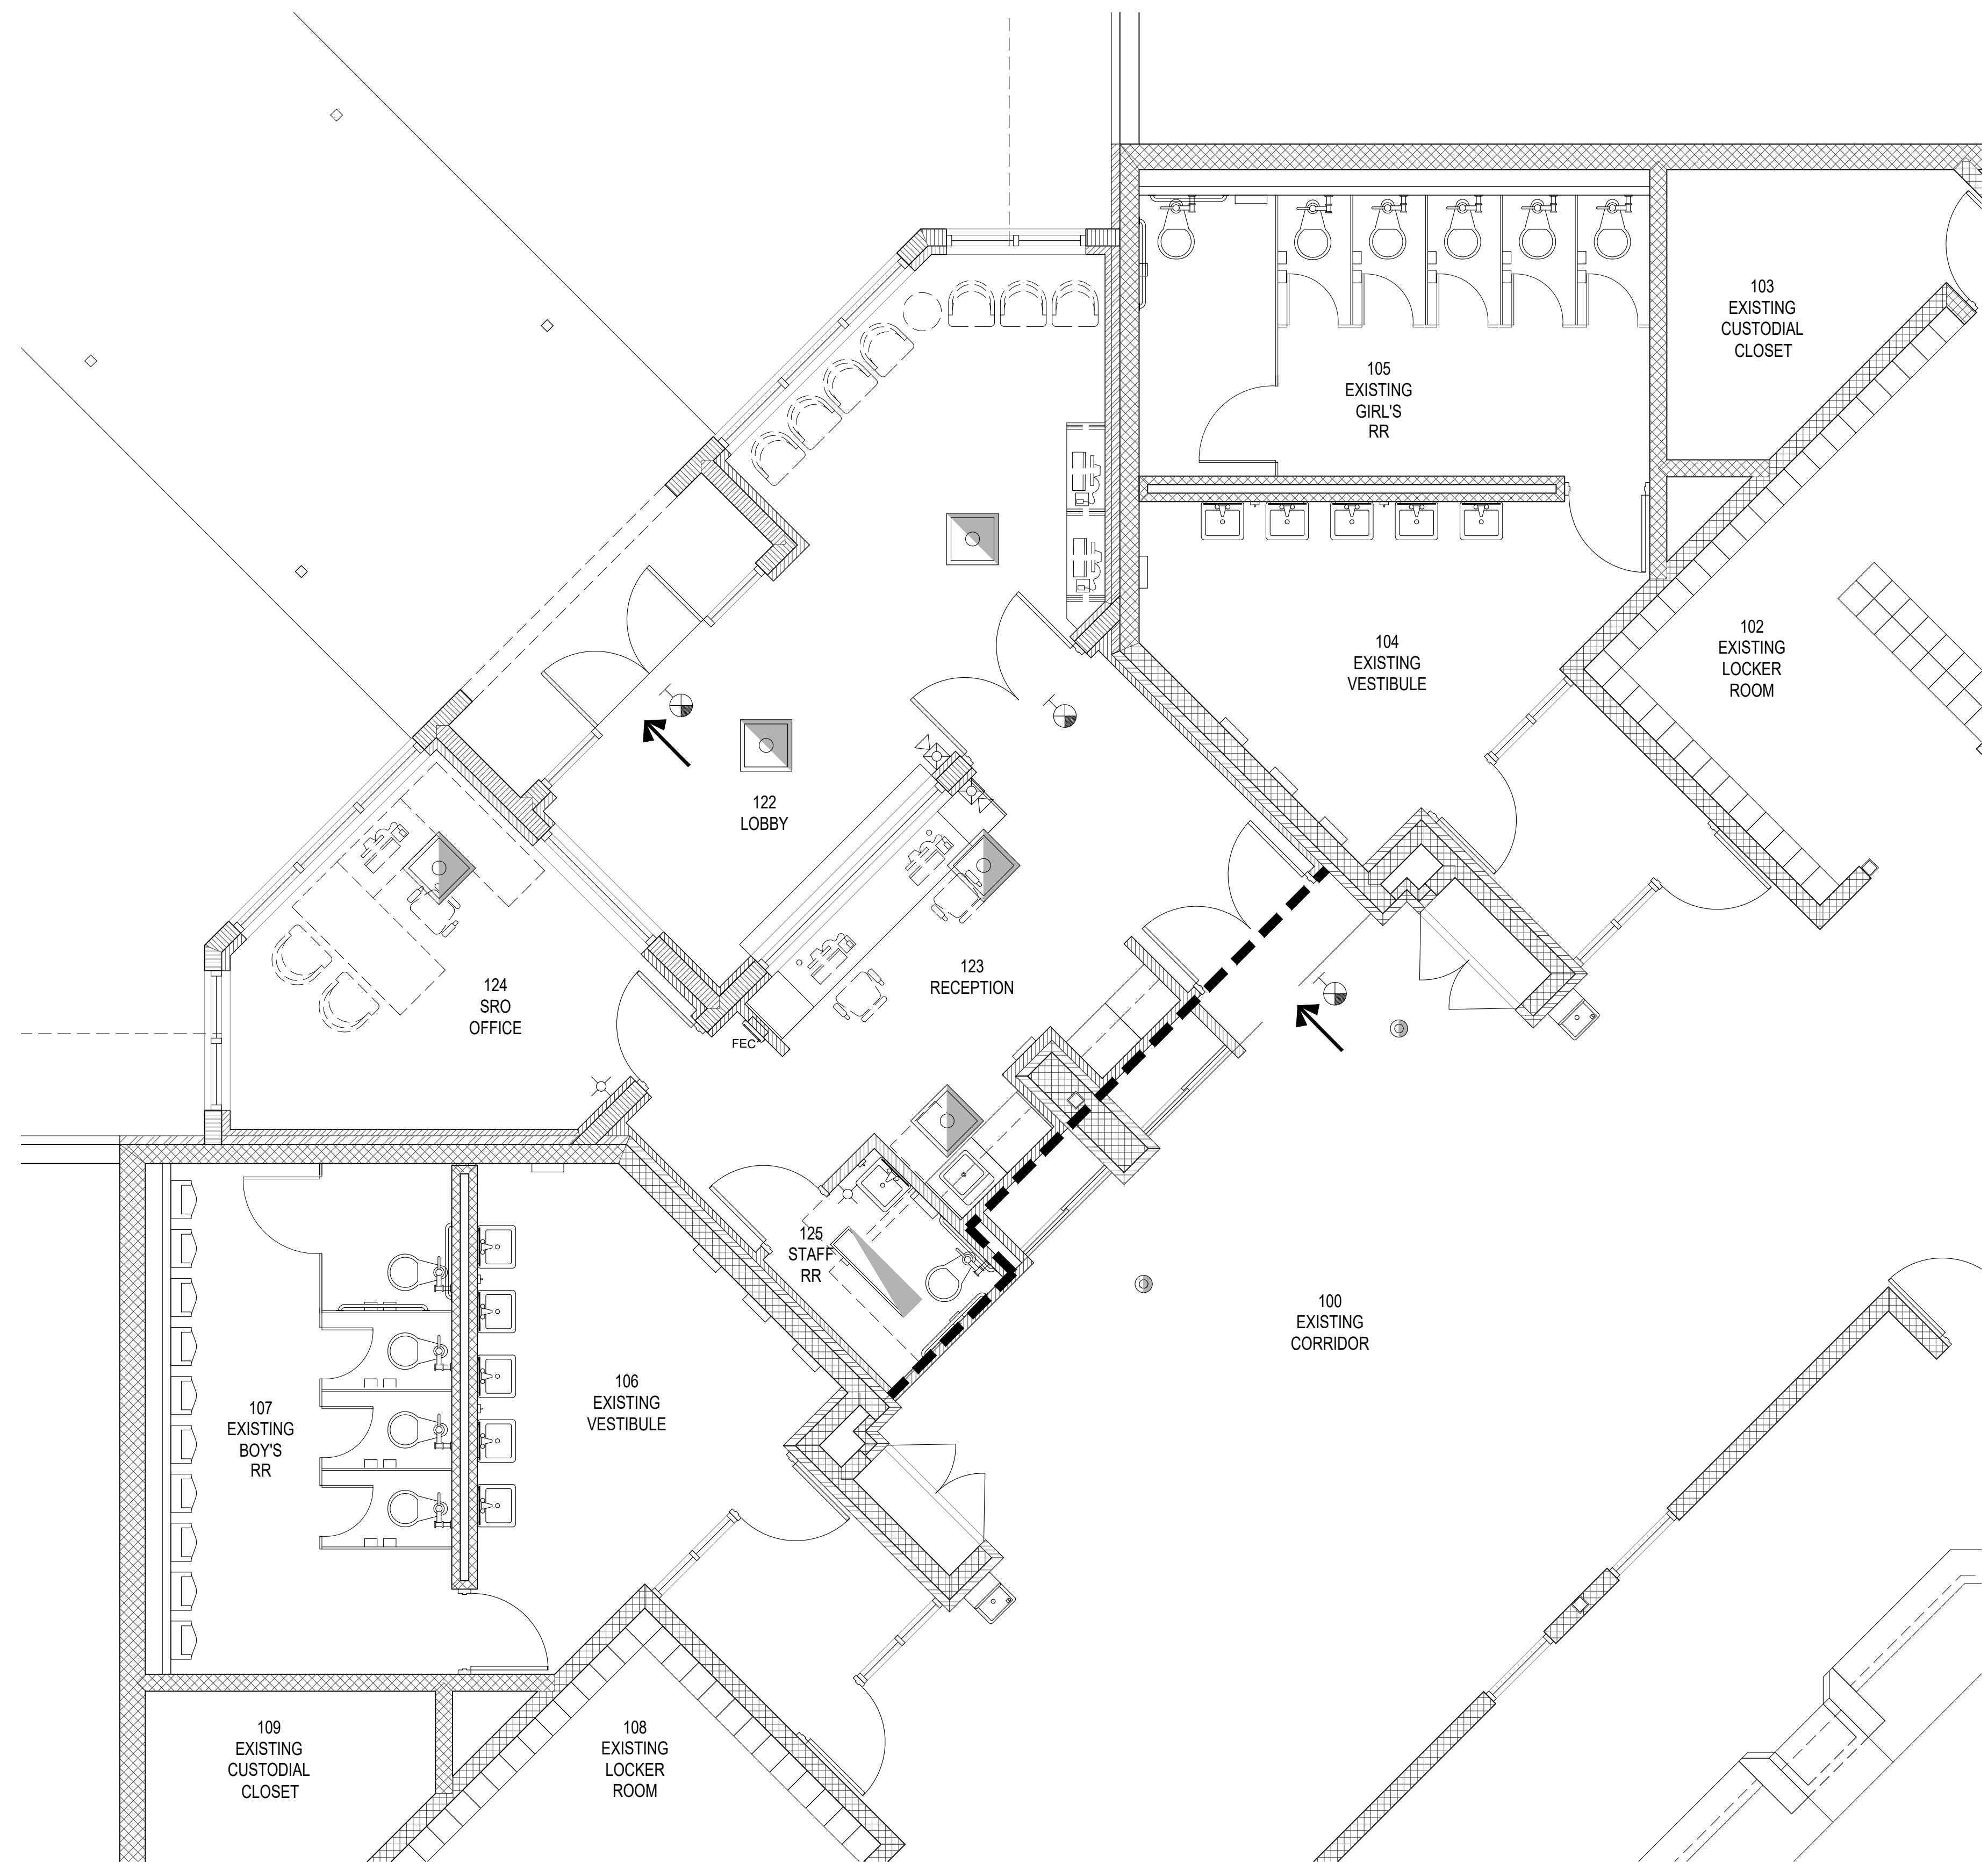 103
EXISTING
CUSTODIAL
CLOSET
105
EXISTING
GIRL'S
RR
102
EXISTING
LOCKER
ROOM
104
EXISTING
VESTIBULE
122
LOBBY
123
RECEPTION
124
SRO
OFFICE
FEC
125
STAFF
RR
100
EXISTING
CORRIDOR
106
EXISTING
VESTIBULE
107
EXISTING
BOY'S
RR
109
EXISTING
CUSTODIAL
CLOSET
108
EXISTING
LOCKER
ROOM